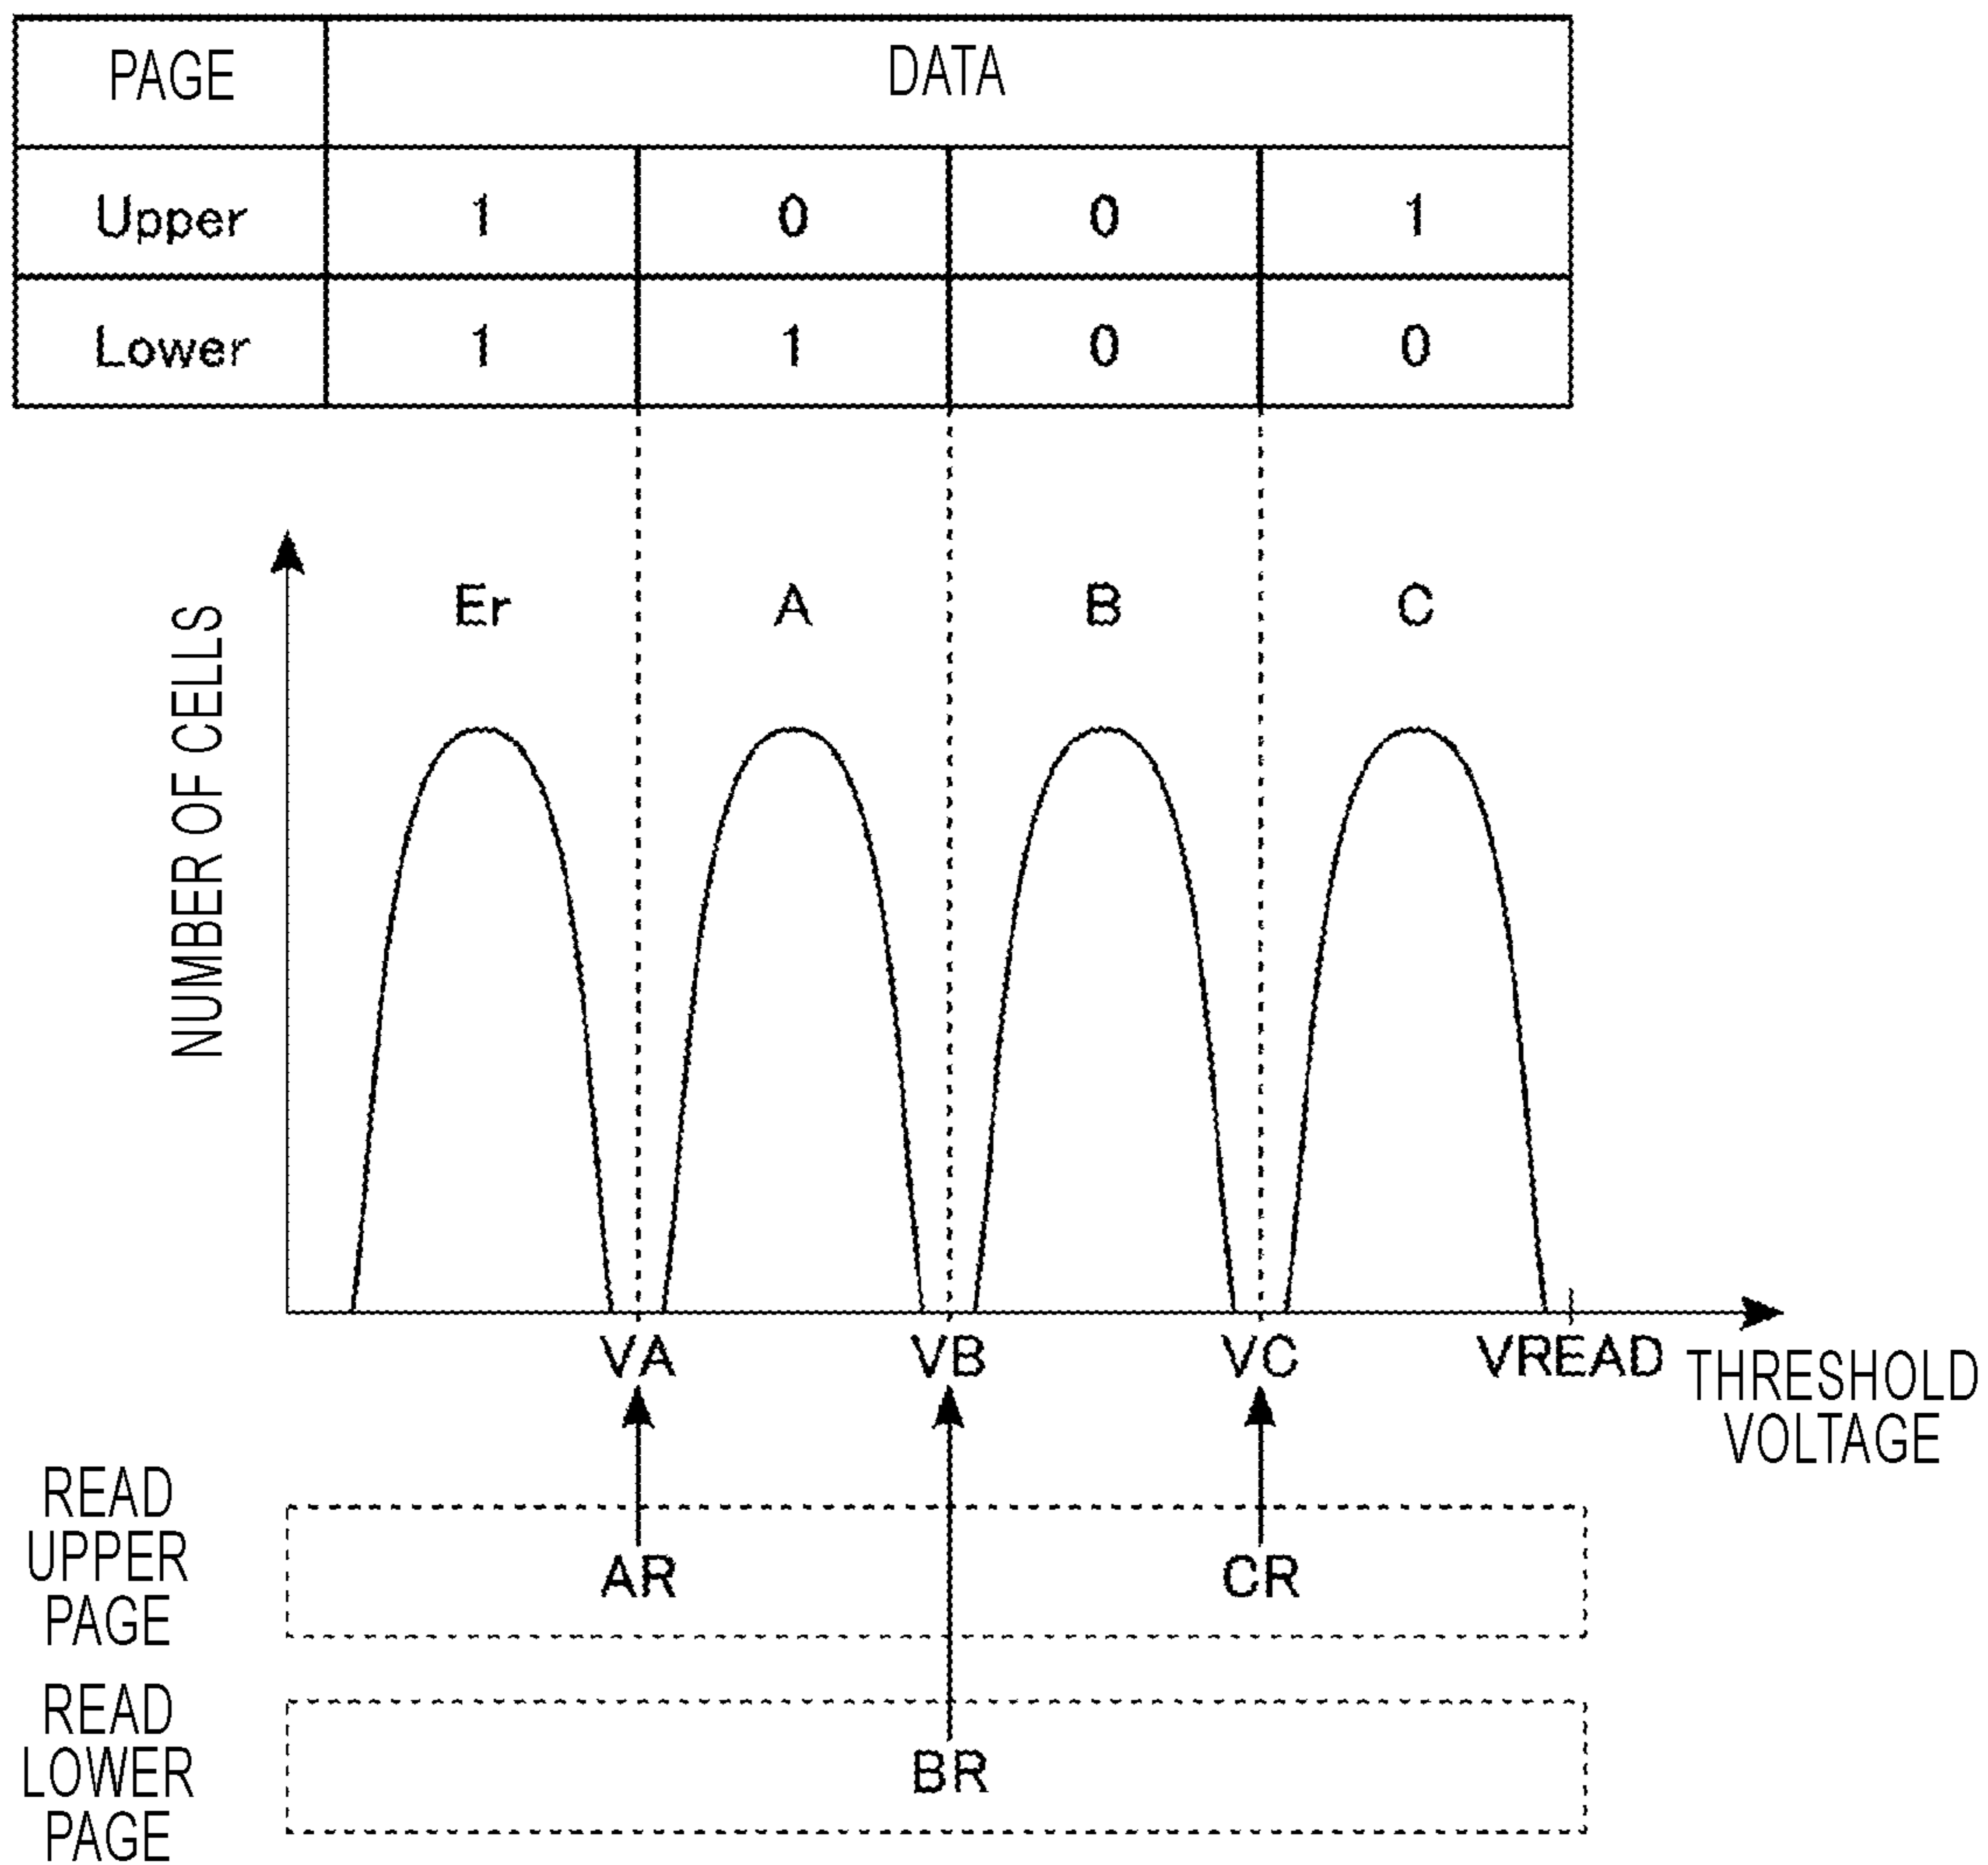 PAGE DATA
Upper 1 0 0 1
Lower 1 1 0 0
Er A B C
NUMBER OF CELLS
VA VB VC VREAD
THRESHOLD
VOLTAGE
READ
UPPER
PAGE
AR CR
READ
LOWER
PAGE
BR